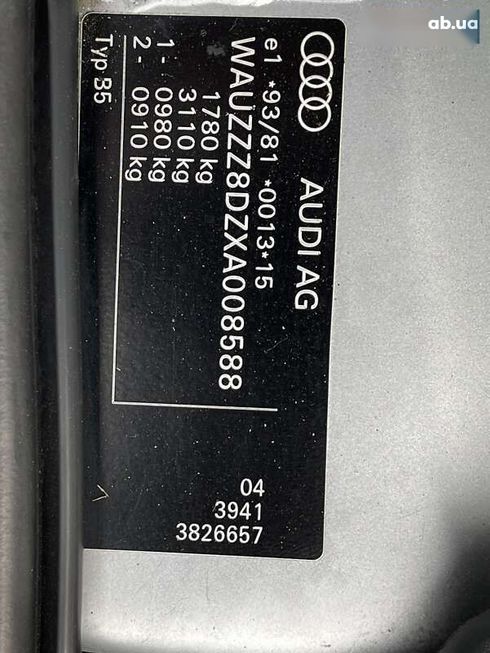 ab.ua
AUDI AG
e1 *93/81 *0013*15
WAUZZZ8DZXA008588
1780 kg
3110 kg
1 - 0980 kg
2 - 0910 kg
Typ B5
04
3941
3826657